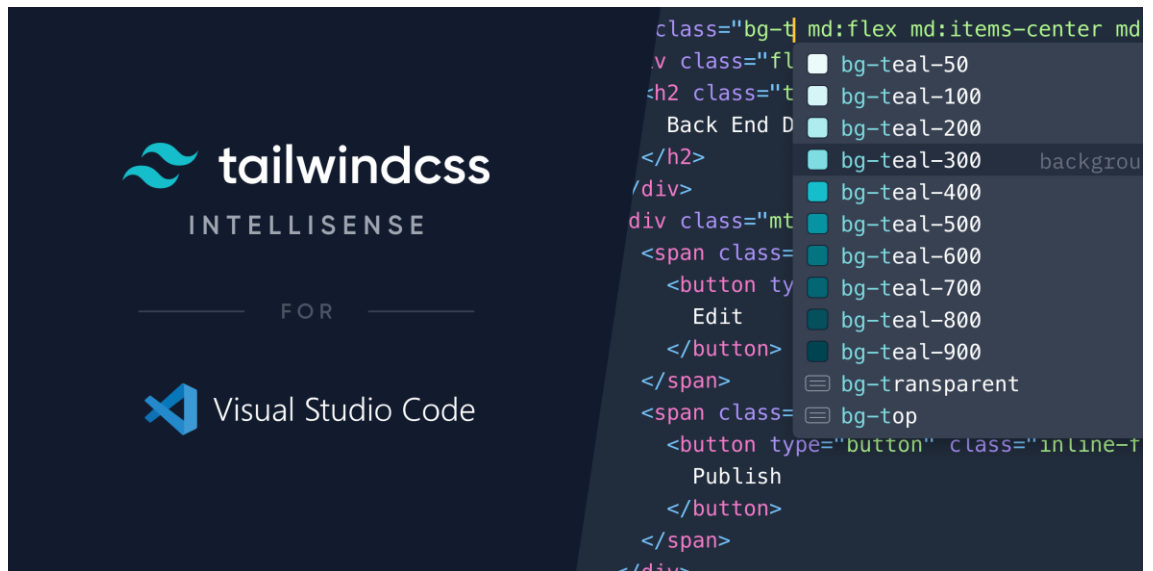 tailwindcss
INTELLISENSE
FOR
Visual Studio Code
class="bg-t md:flex md:items-center md
v class="fl
<h2 class="t
Back End D
</h2>
/div>
div class="mt
<span class=
<button ty
Edit
</button>
</span>
<span class=
<button type="button" class="inline-f
Publish
</button>
</span>
</div>
bg-teal-50
bg-teal-100
bg-teal-200
bg-teal-300 backgrou
bg-teal-400
bg-teal-500
bg-teal-600
bg-teal-700
bg-teal-800
bg-teal-900
bg-transparent
bg-top